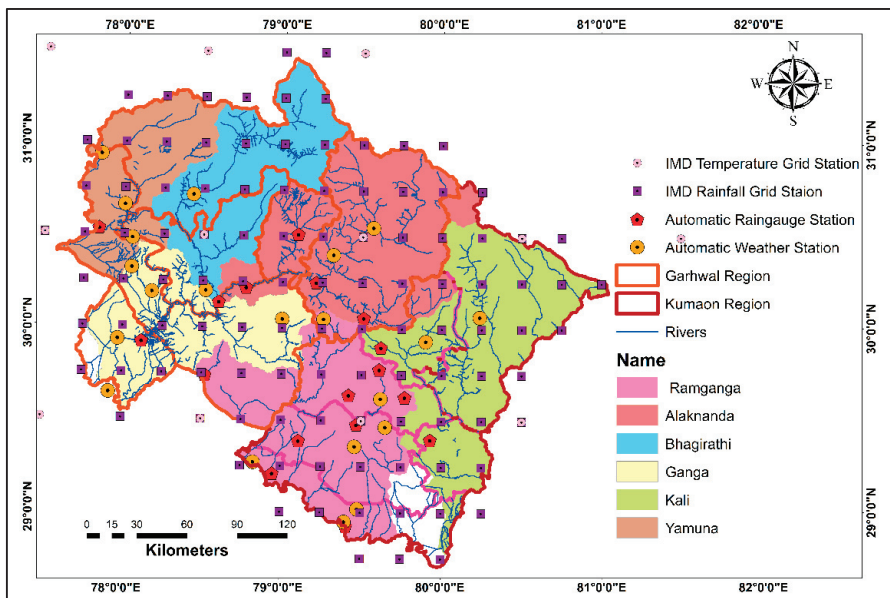 78°0'0"E 79°0'0"E 80°0'0"E 81°0'0"E 82°0'0"E
N
W E
S
31°0'0"N 31°0'0"N
IMD Temperature Grid Station
IMD Rainfall Grid Staion
Automatic Raingauge Station
Automatic Weather Station
Garhwal Region
Kumaon Region
30°0'0"N 30°0'0"N
Rivers
Name
Ramganga
Alaknanda
Bhagirathi
Ganga
Kali
Yamuna
29°0'0"N 29°0'0"N
0 15 30 60 90 120
Kilometers
78°0'0"E 79°0'0"E 80°0'0"E 81°0'0"E 82°0'0"E